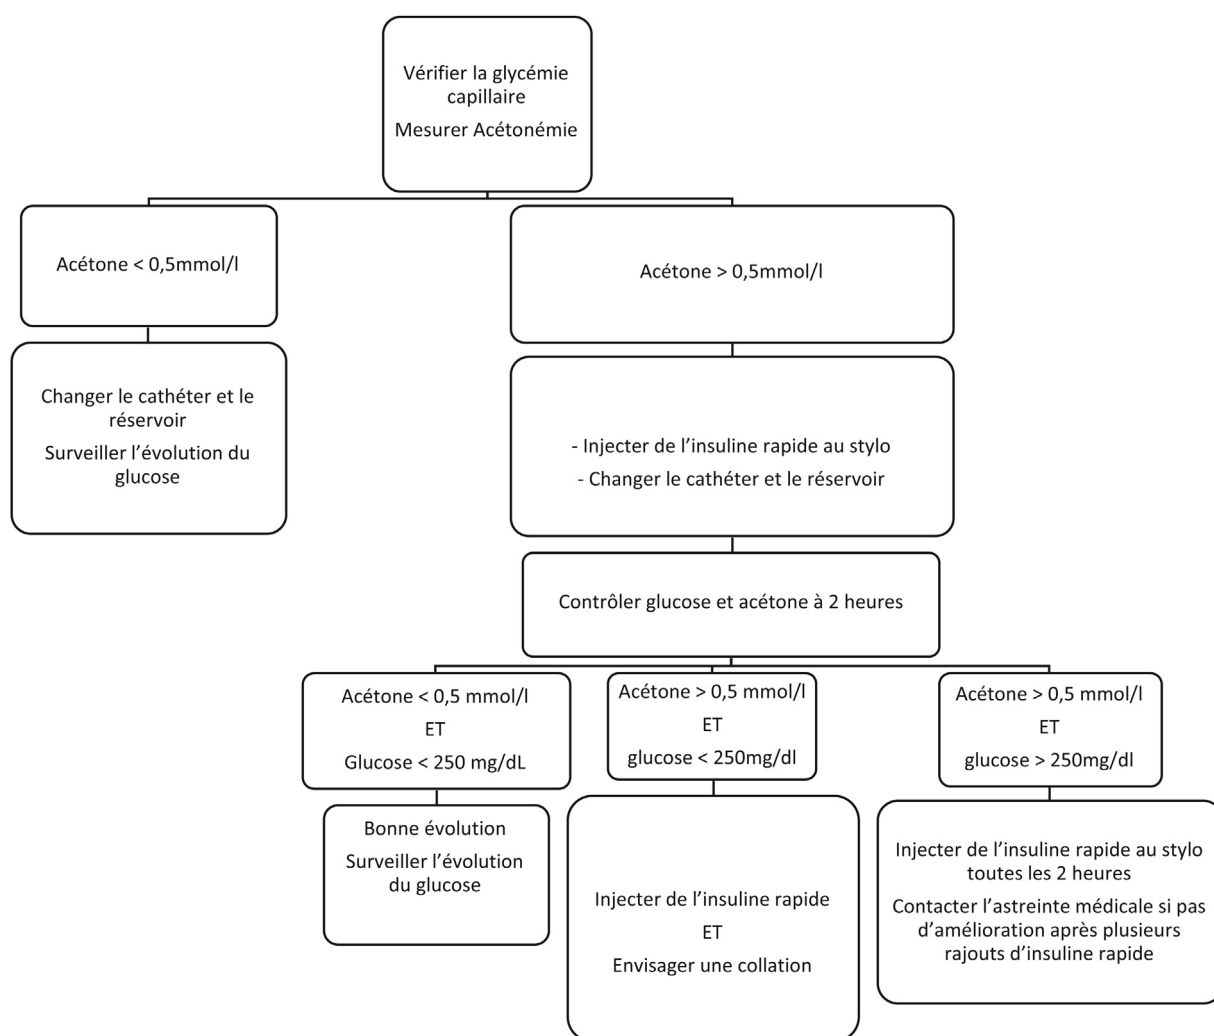 Vérifier la glycémie
capillaire
Mesurer Acétonémie
Acétone < 0,5mmol/l
Acétone > 0,5mmol/l
Changer le cathéter et le
réservoir
Surveiller l’évolution du
glucose
- Injecter de l’insuline rapide au stylo
- Changer le cathéter et le réservoir
Contrôler glucose et acétone à 2 heures
Acétone < 0,5 mmol/l
ET
Glucose < 250 mg/dL
Acétone > 0,5 mmol/l
ET
glucose < 250mg/dl
Acétone > 0,5 mmol/l
ET
glucose > 250mg/dl
Bonne évolution
Surveiller l’évolution
du glucose
Injecter de l’insuline rapide
ET
Envisager une collation
Injecter de l’insuline rapide au stylo
toutes les 2 heures
Contacter l’astreinte médicale si pas
d’amélioration après plusieurs
rajouts d’insuline rapide